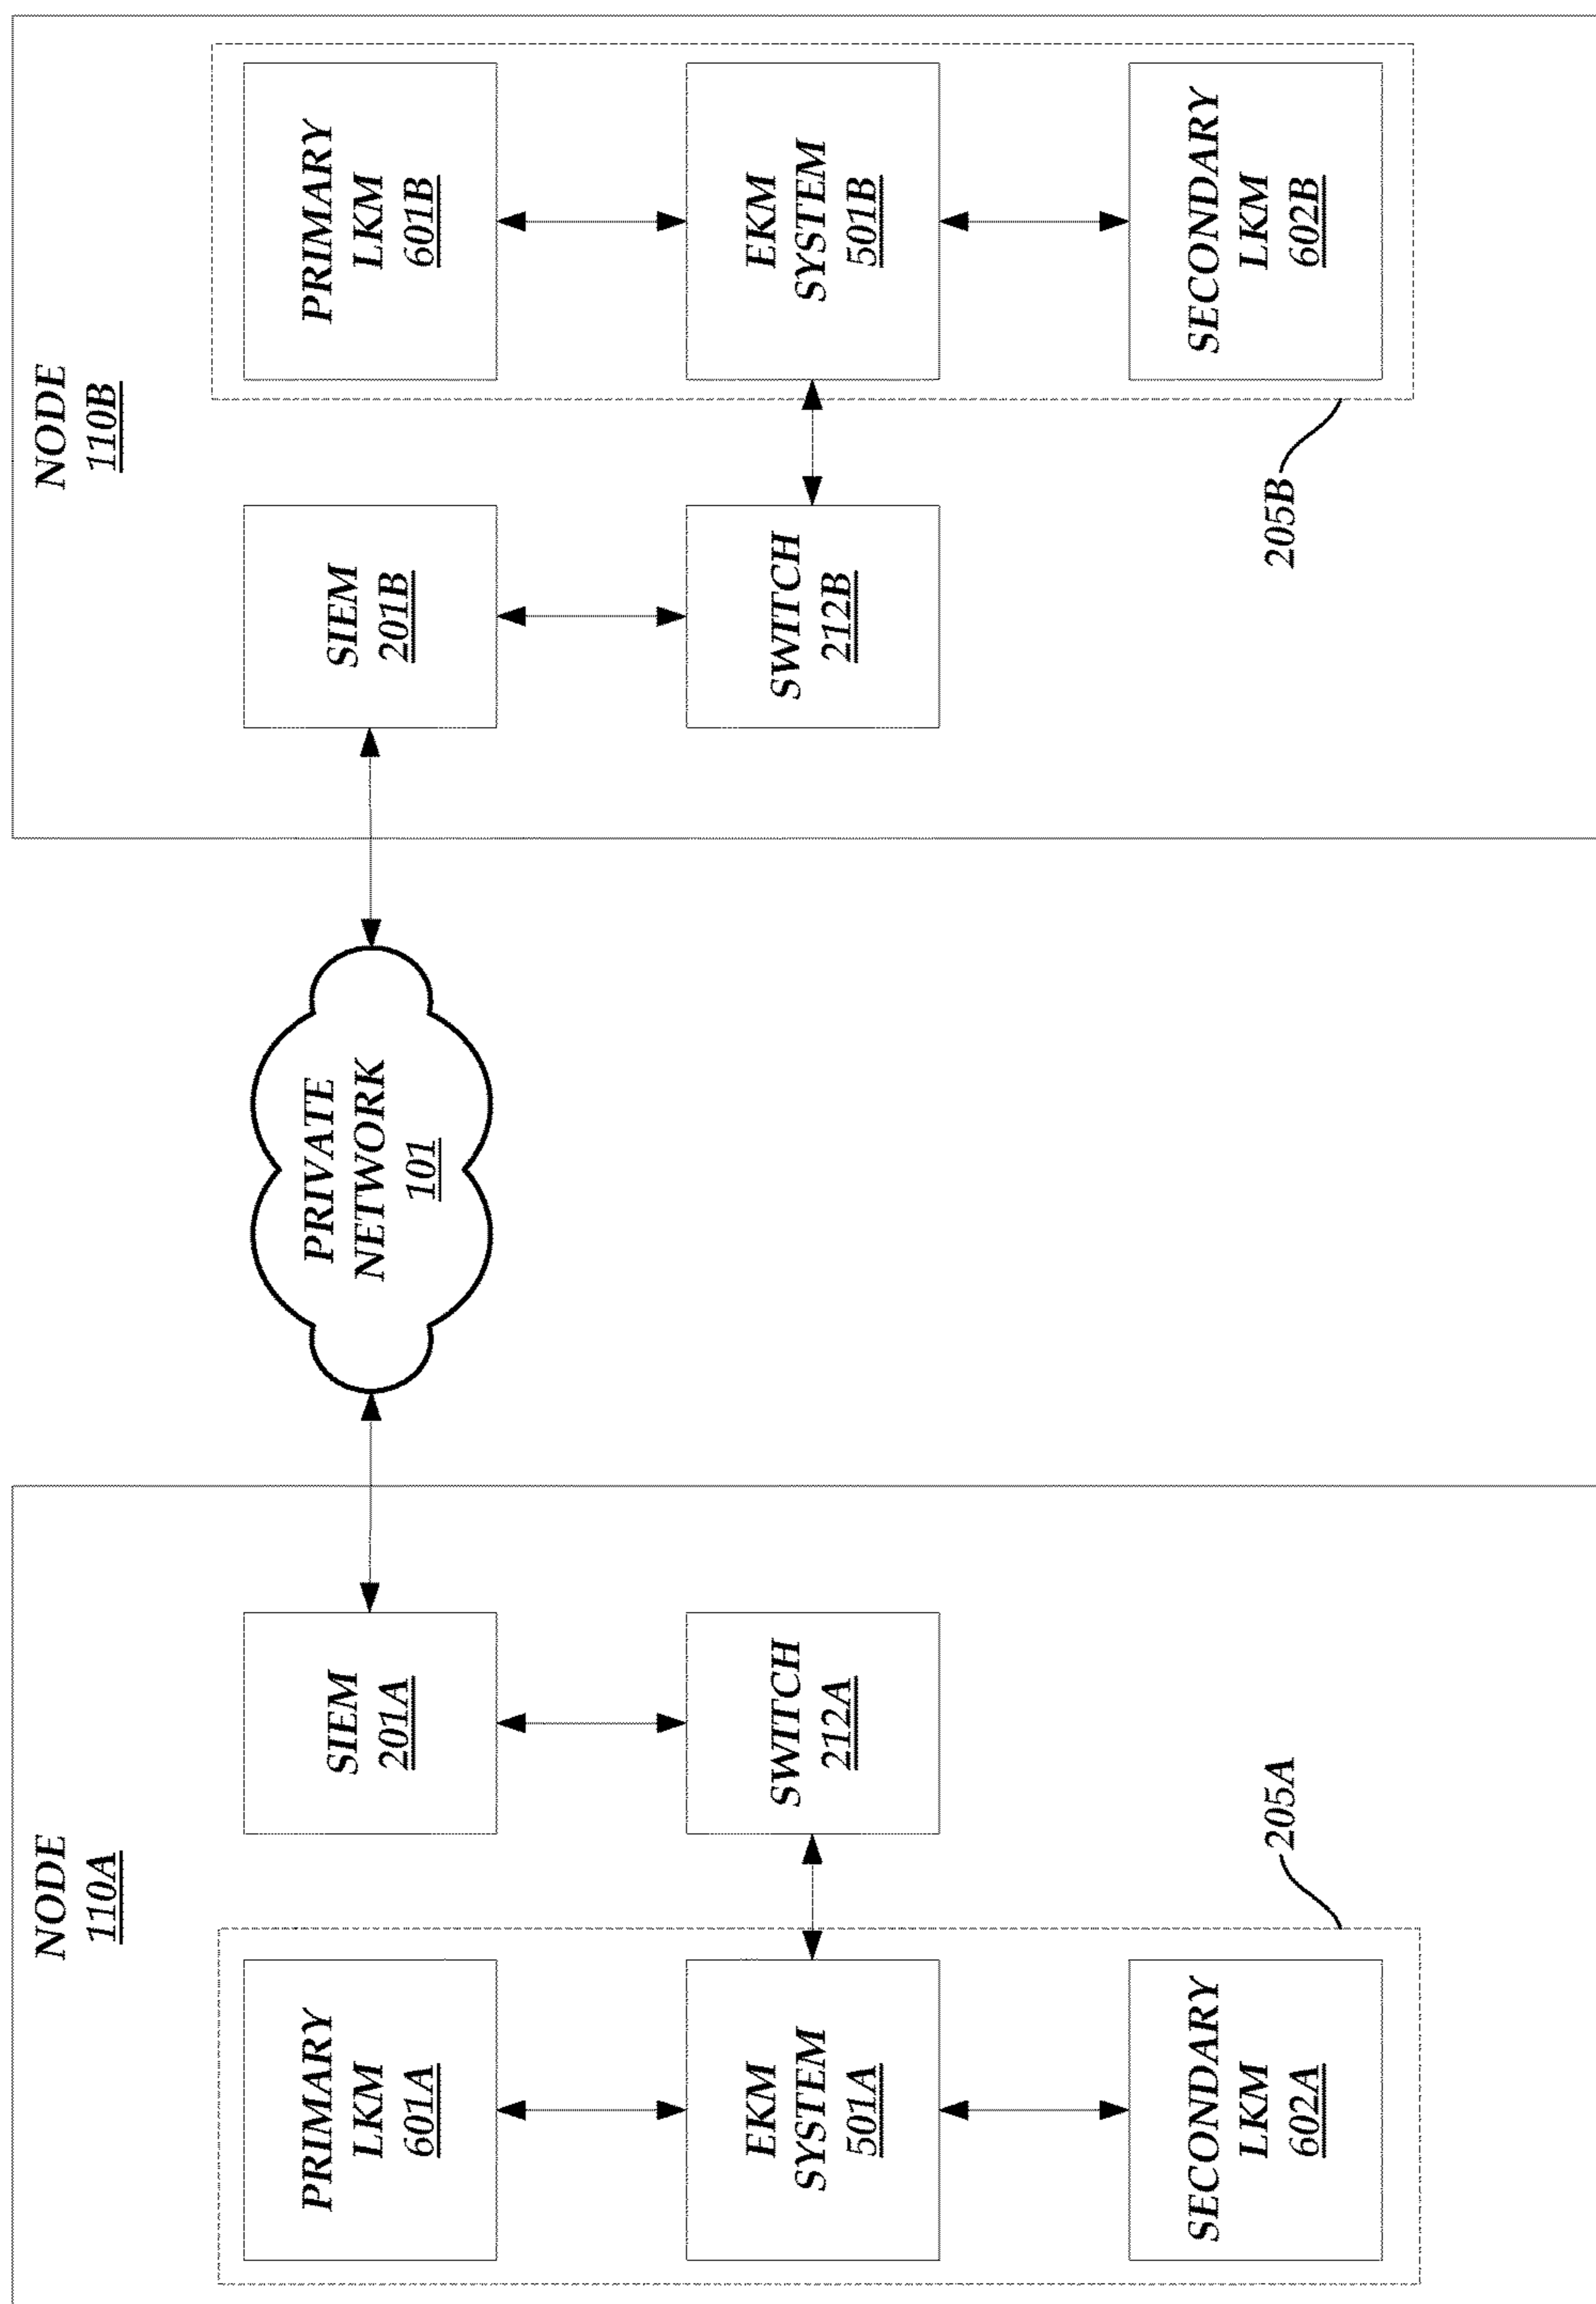 NODE
110A
PRIMARY
LKM
601A
EKM
SYSTEM
501A
SECONDARY
LKM
602A
SIEM
201A
SWITCH
212A
205A
PRIVATE
NETWORK
101
NODE
110B
SIEM
201B
SWITCH
212B
205B
PRIMARY
LKM
601B
EKM
SYSTEM
501B
SECONDARY
LKM
602B